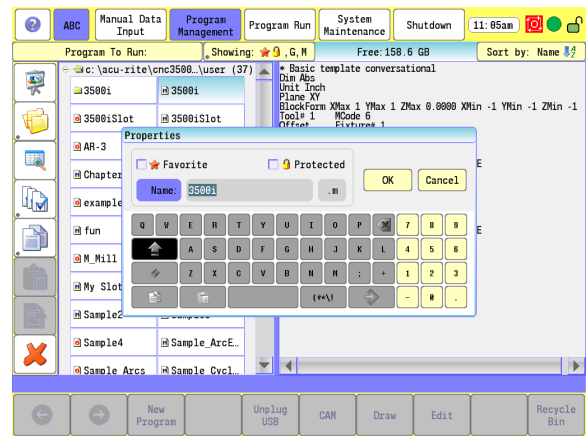 ABC
Manual Data
Input
Program
Management
Program Run
System
Maintenance
Shutdown
11:05am
Program To Run:
Showing: , G, M
Free: 158.6 GB
Sort by: Name
c: \acu-rite\cnc3500…\user (37)
3500i
3500i
3500iSlot
3500iSlot
AR-3
Chapter
example
fun
M_Mill
My Slot
Sample2
Sample4
Sample_ArcE…
Sample Arcs
Sample Cycl…
* Basic template conversational
Dim Abs
Unit Inch
Plane XY
BlockForm XMax 1 YMax 1 ZMax 0.0000 XMin -1 YMin -1 ZMin -1
Tool# 1 MCode 6
Offset Fixture# 1
E
E
Properties
Favorite
Protected
Name:
3500i
.m
OK
Cancel
Q W E R T Y U I O P 7 8 9
A S D F G H J K L 4 5 6
Z X C V B N M ; + 1 2 3
(#^\! - 0 .
New
Program
Unplug
USB
CAM
Draw
Edit
Recycle
Bin